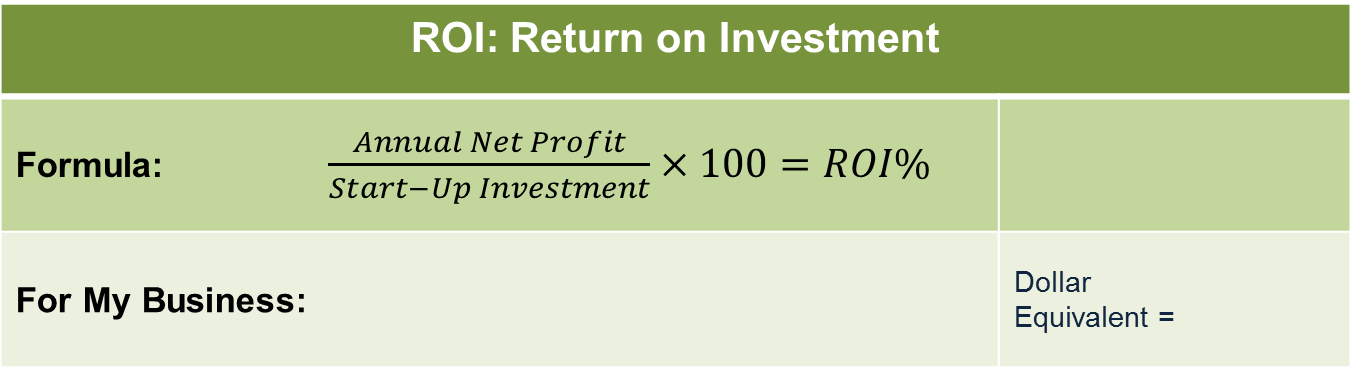 ROI: Return on Investment
Formula:
Annual Net Profit
Start−Up Investment
× 100 = ROI%
For My Business:
Dollar
Equivalent =